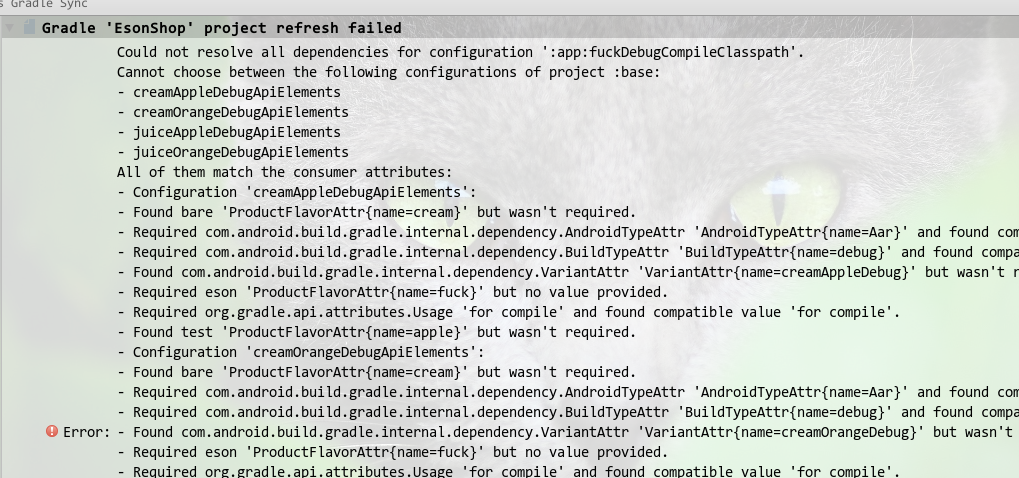 s Gradle Sync
Gradle 'EsonShop' project refresh failed
Could not resolve all dependencies for configuration ':app:fuckDebugCompileClasspath'.
Cannot choose between the following configurations of project :base:
- creamAppleDebugApiElements
- creamOrangeDebugApiElements
- juiceAppleDebugApiElements
- juiceOrangeDebugApiElements
All of them match the consumer attributes:
- Configuration 'creamAppleDebugApiElements':
- Found bare 'ProductFlavorAttr{name=cream}' but wasn't required.
- Required com.android.build.gradle.internal.dependency.AndroidTypeAttr 'AndroidTypeAttr{name=Aar}' and found com
- Required com.android.build.gradle.internal.dependency.BuildTypeAttr 'BuildTypeAttr{name=debug}' and found compa
- Found com.android.build.gradle.internal.dependency.VariantAttr 'VariantAttr{name=creamAppleDebug}' but wasn't r
- Required eson 'ProductFlavorAttr{name=fuck}' but no value provided.
- Required org.gradle.api.attributes.Usage 'for compile' and found compatible value 'for compile'.
- Found test 'ProductFlavorAttr{name=apple}' but wasn't required.
- Configuration 'creamOrangeDebugApiElements':
- Found bare 'ProductFlavorAttr{name=cream}' but wasn't required.
- Required com.android.build.gradle.internal.dependency.AndroidTypeAttr 'AndroidTypeAttr{name=Aar}' and found com
- Required com.android.build.gradle.internal.dependency.BuildTypeAttr 'BuildTypeAttr{name=debug}' and found compa
Error: - Found com.android.build.gradle.internal.dependency.VariantAttr 'VariantAttr{name=creamOrangeDebug}' but wasn't
- Required eson 'ProductFlavorAttr{name=fuck}' but no value provided.
- Required org.gradle.api.attributes.Usage 'for compile' and found compatible value 'for compile'.